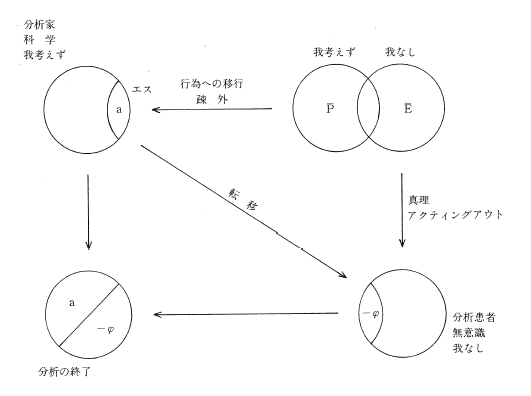 分析家
科 学
我考えず
エス
a
行為への移行
疎 外
我考えず
我なし
P
E
転 移
真理
アクティングアウト
a
-φ
分析の終了
-φ
分析患者
無意識
我なし